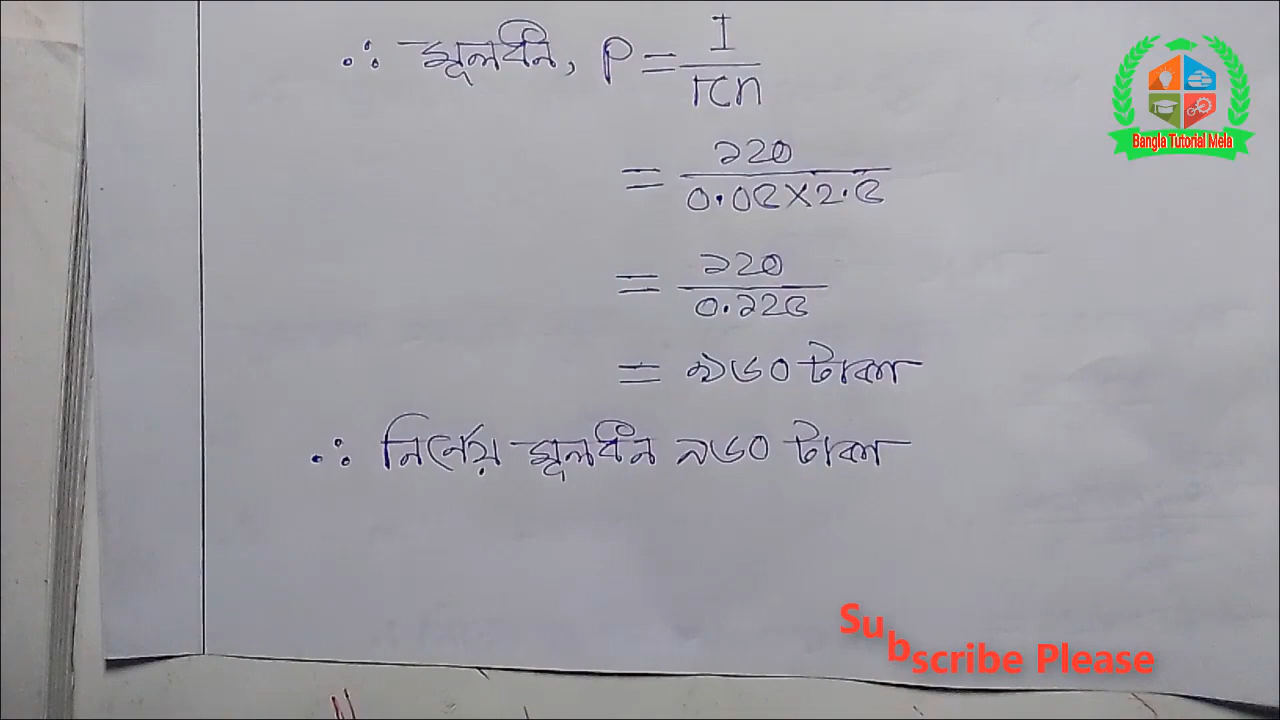 ∴ মূলধন, P = I/rn
Bangla Tutorial Mela
= ১২০/০.০৫×২.৫
= ১২০/০.১২৫
= ৯৬০ টাকা
∴ নির্ণেয় মূলধন ৯৬০ টাকা
Subscribe Please